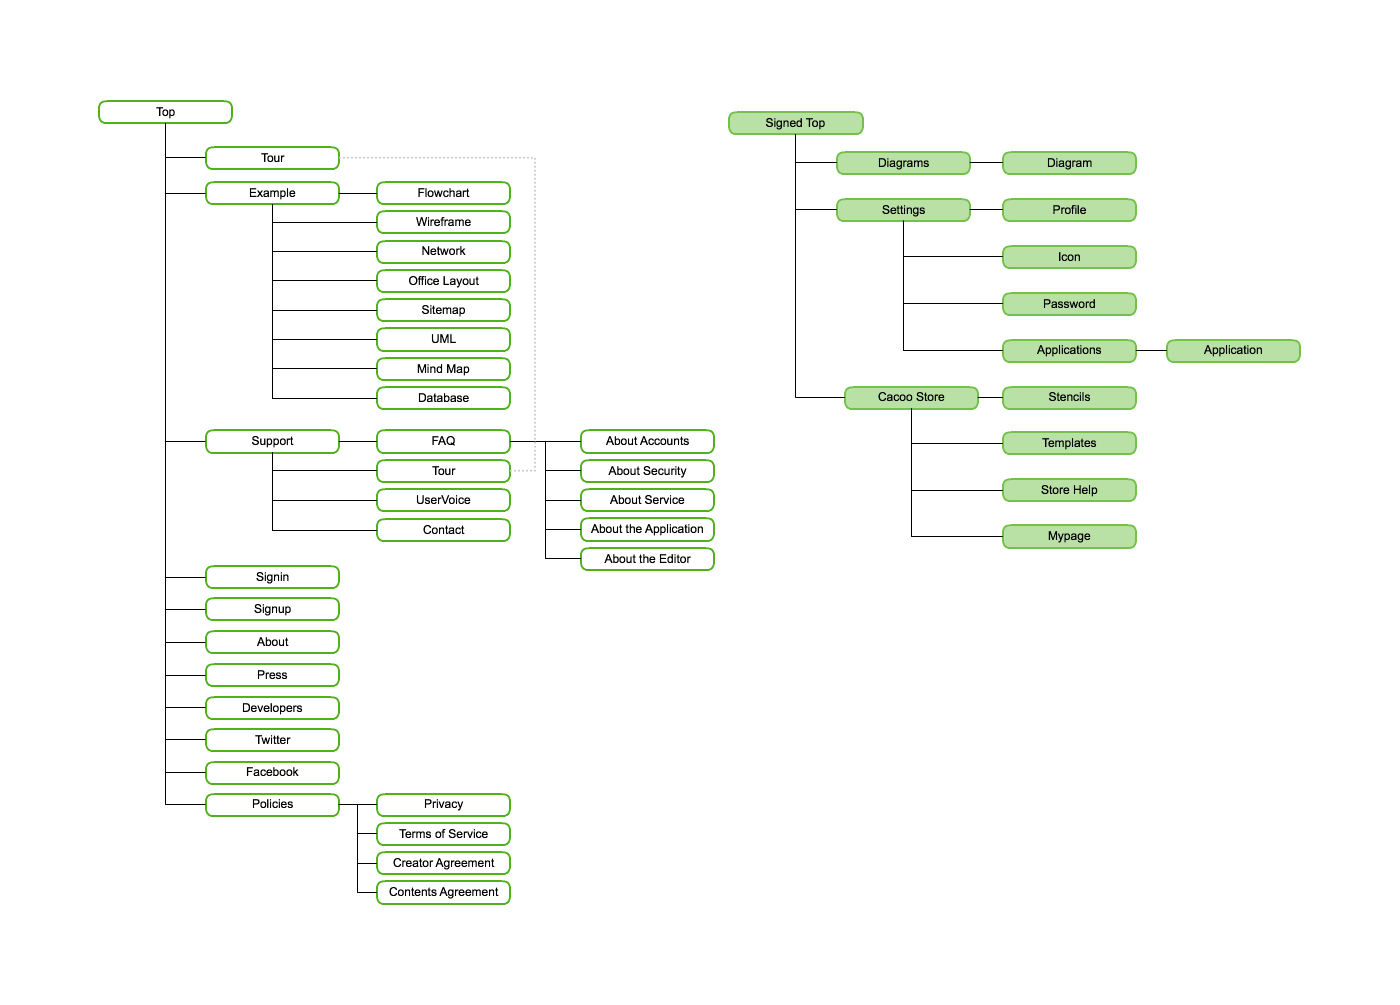 Top
Tour
Example
Flowchart
Wireframe
Network
Office Layout
Sitemap
UML
Mind Map
Database
Support
FAQ
About Accounts
Tour
About Security
UserVoice
About Service
Contact
About the Application
About the Editor
Signin
Signup
About
Press
Developers
Twitter
Facebook
Policies
Privacy
Terms of Service
Creator Agreement
Contents Agreement
Signed Top
Diagrams
Diagram
Settings
Profile
Icon
Password
Applications
Application
Cacoo Store
Stencils
Templates
Store Help
Mypage